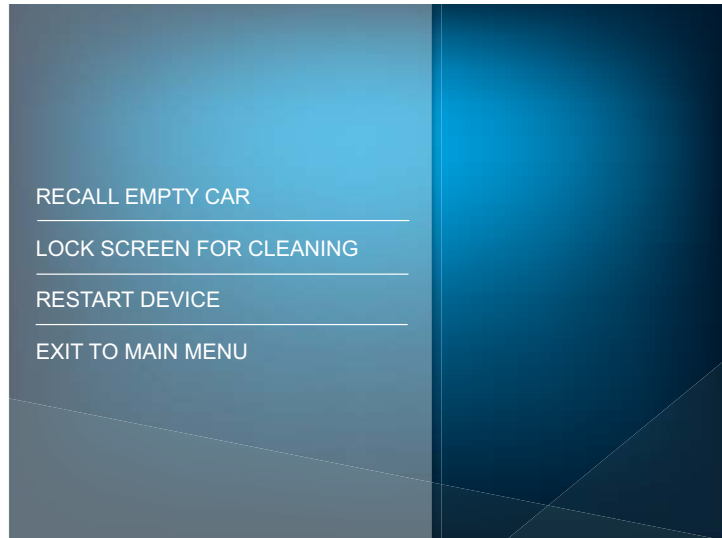 RECALL EMPTY CAR
LOCK SCREEN FOR CLEANING
RESTART DEVICE
EXIT TO MAIN MENU